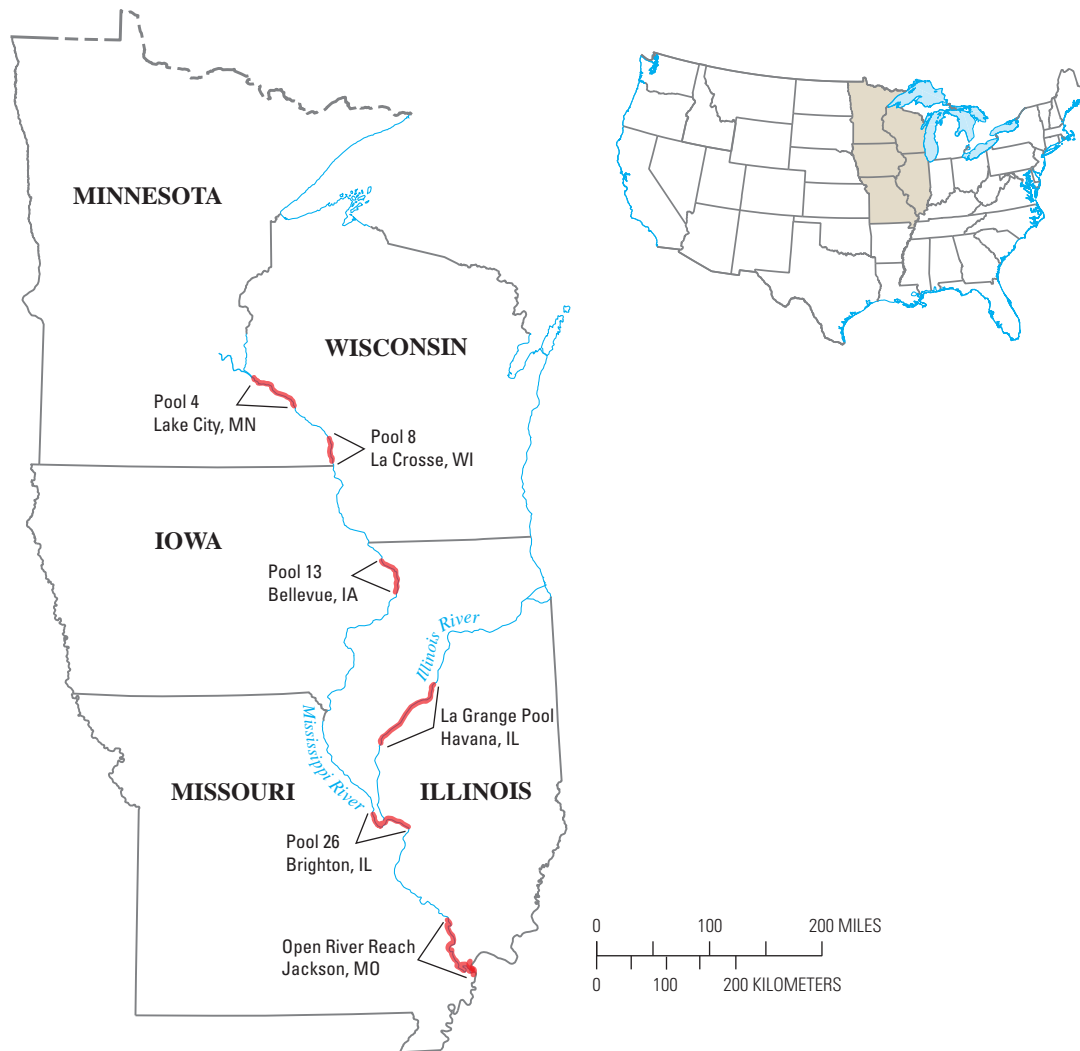 MINNESOTA
WISCONSIN
Pool 4
Lake City, MN
Pool 8
La Crosse, WI
IOWA
Pool 13
Bellevue, IA
Illinois River
La Grange Pool
Havana, IL
Mississippi River
MISSOURI
ILLINOIS
Pool 26
Brighton, IL
Open River Reach
Jackson, MO
0 100 200 MILES
0 100 200 KILOMETERS